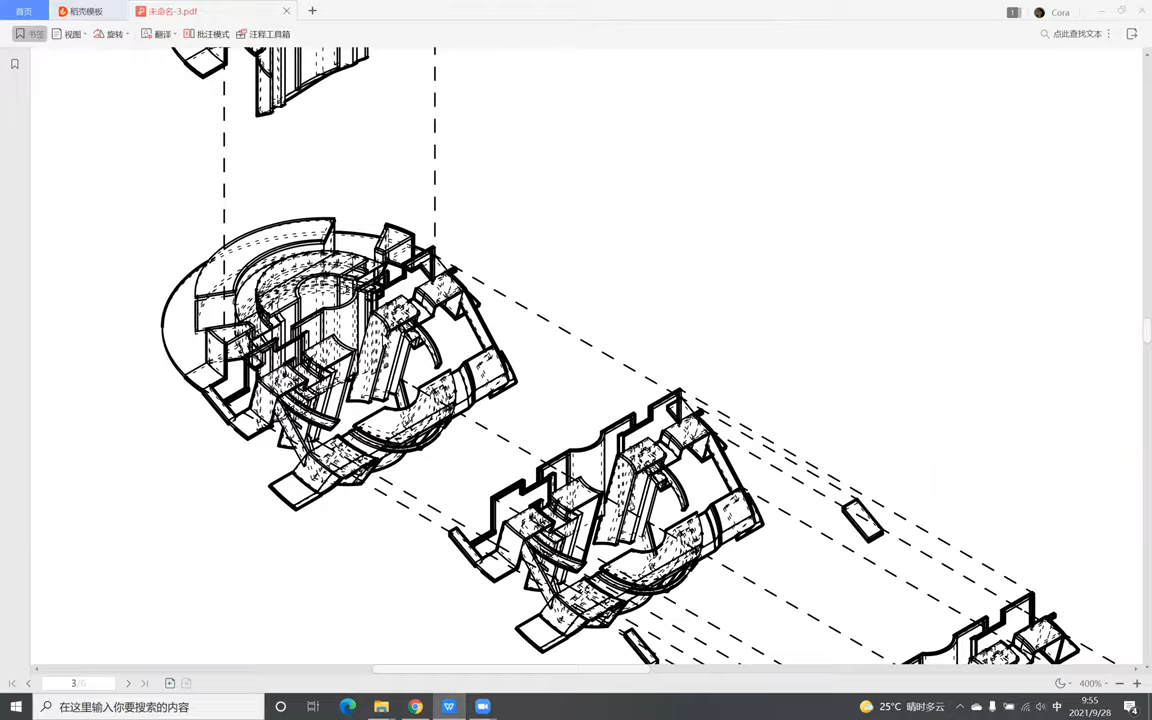 首页
稻壳模板
未命名-3.pdf
1
Cora
书签
视图
旋转
翻译
批注模式
注释工具箱
点此查找文本
3/6
400%
在这里输入你要搜索的内容
25°C 晴时多云
中
9:55
2021/9/28
4